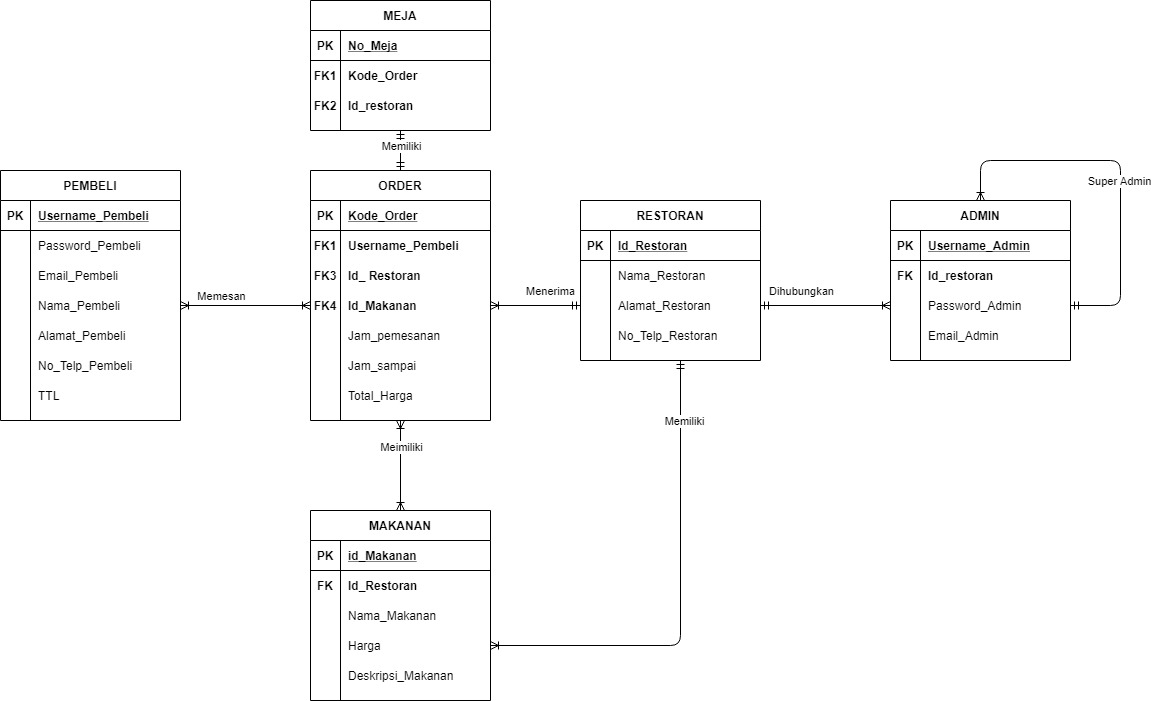 MEJA
PK No_Meja
FK1 Kode_Order
FK2 Id_restoran
Memiliki
PEMBELI
PK Username_Pembeli
Password_Pembeli
Email_Pembeli
Nama_Pembeli
Alamat_Pembeli
No_Telp_Pembeli
TTL
Memesan
ORDER
PK Kode_Order
FK1 Username_Pembeli
FK3 Id_ Restoran
FK4 Id_Makanan
Jam_pemesanan
Jam_sampai
Total_Harga
Menerima
RESTORAN
PK Id_Restoran
Nama_Restoran
Alamat_Restoran
No_Telp_Restoran
Dihubungkan
ADMIN
PK Username_Admin
FK Id_restoran
Password_Admin
Email_Admin
Super Admin
Meimiliki
Memiliki
MAKANAN
PK id_Makanan
FK Id_Restoran
Nama_Makanan
Harga
Deskripsi_Makanan